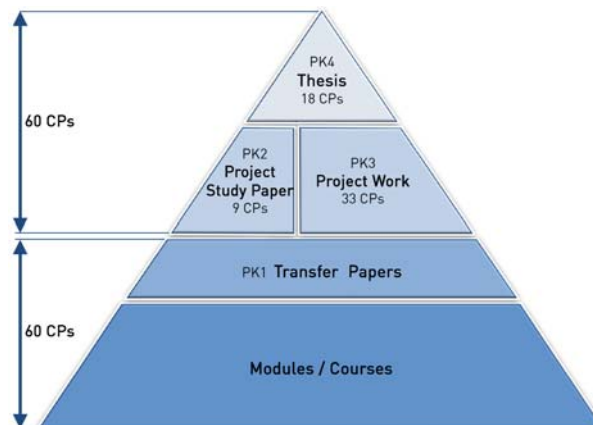 PK4
Thesis
18 CPs
60 CPs
PK2
Project
Study Paper
9 CPs
PK3
Project Work
33 CPs
PK1 Transfer Papers
60 CPs
Modules / Courses